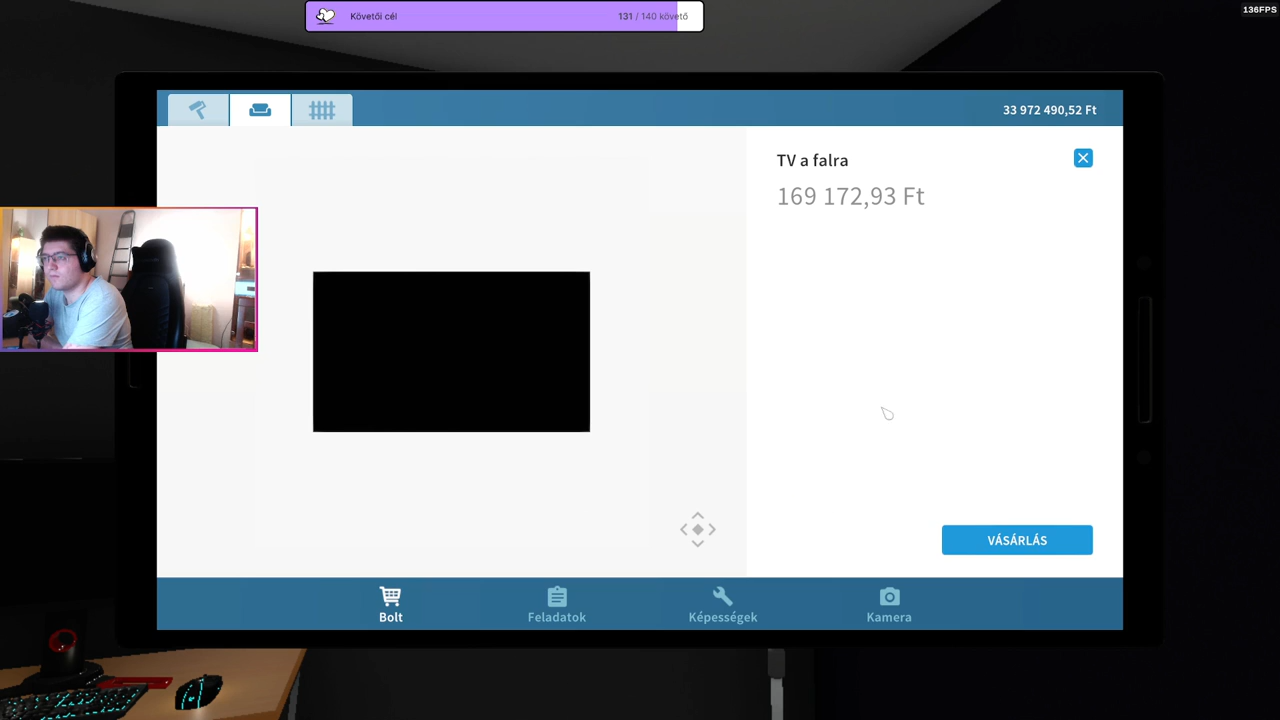 Követői cél
131 / 140 követő
136FPS
33 972 490,52 Ft
TV a falra
169 172,93 Ft
VÁSÁRLÁS
Bolt
Feladatok
Képességek
Kamera